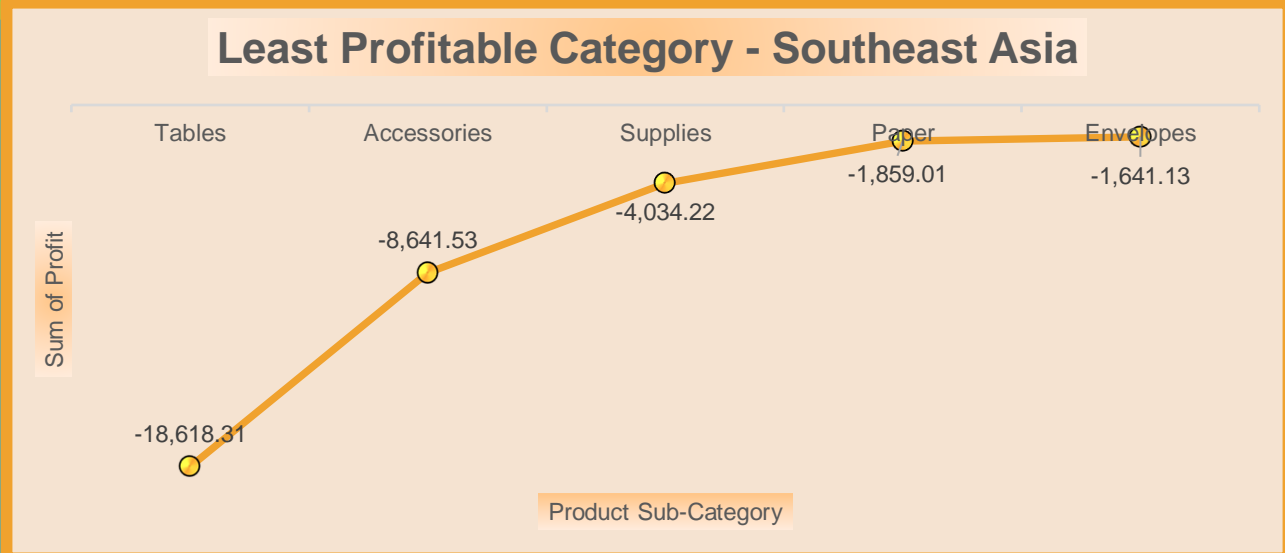 Least Profitable Category - Southeast Asia
Tables
Accessories
Supplies
Paper
Envelopes
-18,618.31
-8,641.53
-4,034.22
-1,859.01
-1,641.13
Sum of Profit
Product Sub-Category